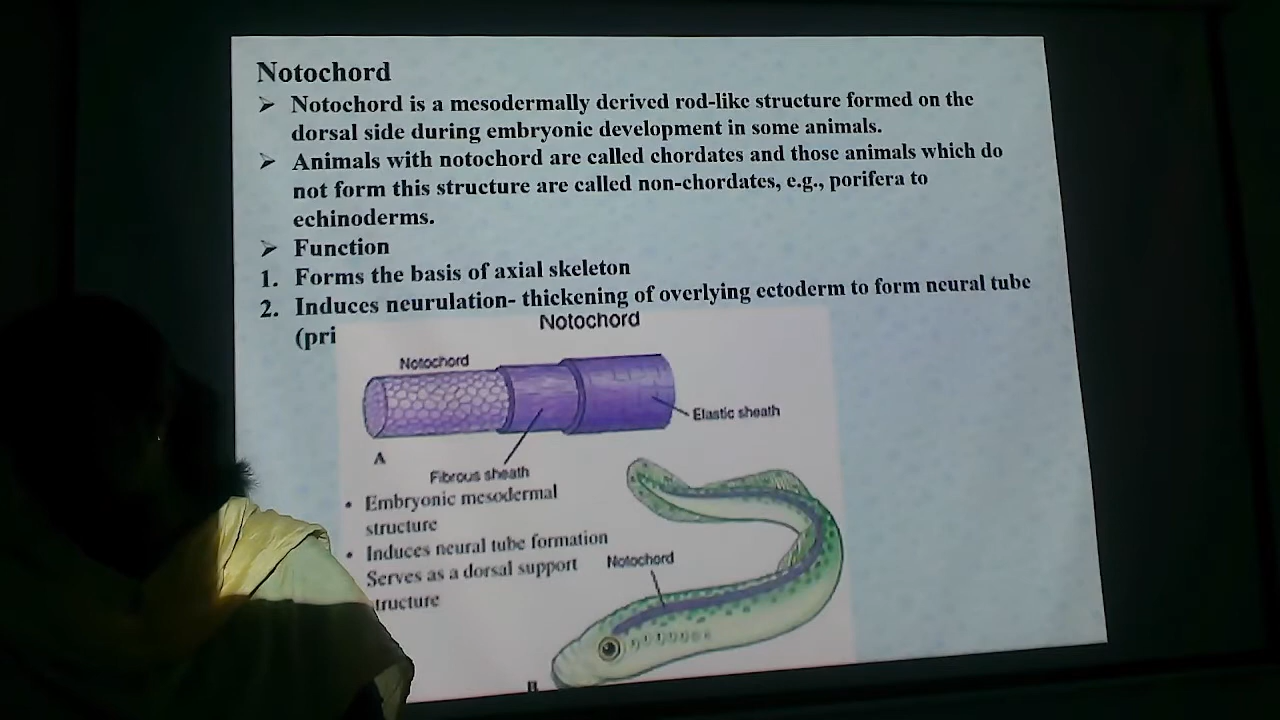 Notochord
➢ Notochord is a mesodermally derived rod-like structure formed on the
dorsal side during embryonic development in some animals.
➢ Animals with notochord are called chordates and those animals which do
not form this structure are called non-chordates, e.g., porifera to
echinoderms.
➢ Function
1. Forms the basis of axial skeleton
2. Induces neurulation- thickening of overlying ectoderm to form neural tube
(pri
Notochord
Notochord
Elastic sheath
A
Fibrous sheath
• Embryonic mesodermal
structure
• Induces neural tube formation
Serves as a dorsal support
tructure
Notochord